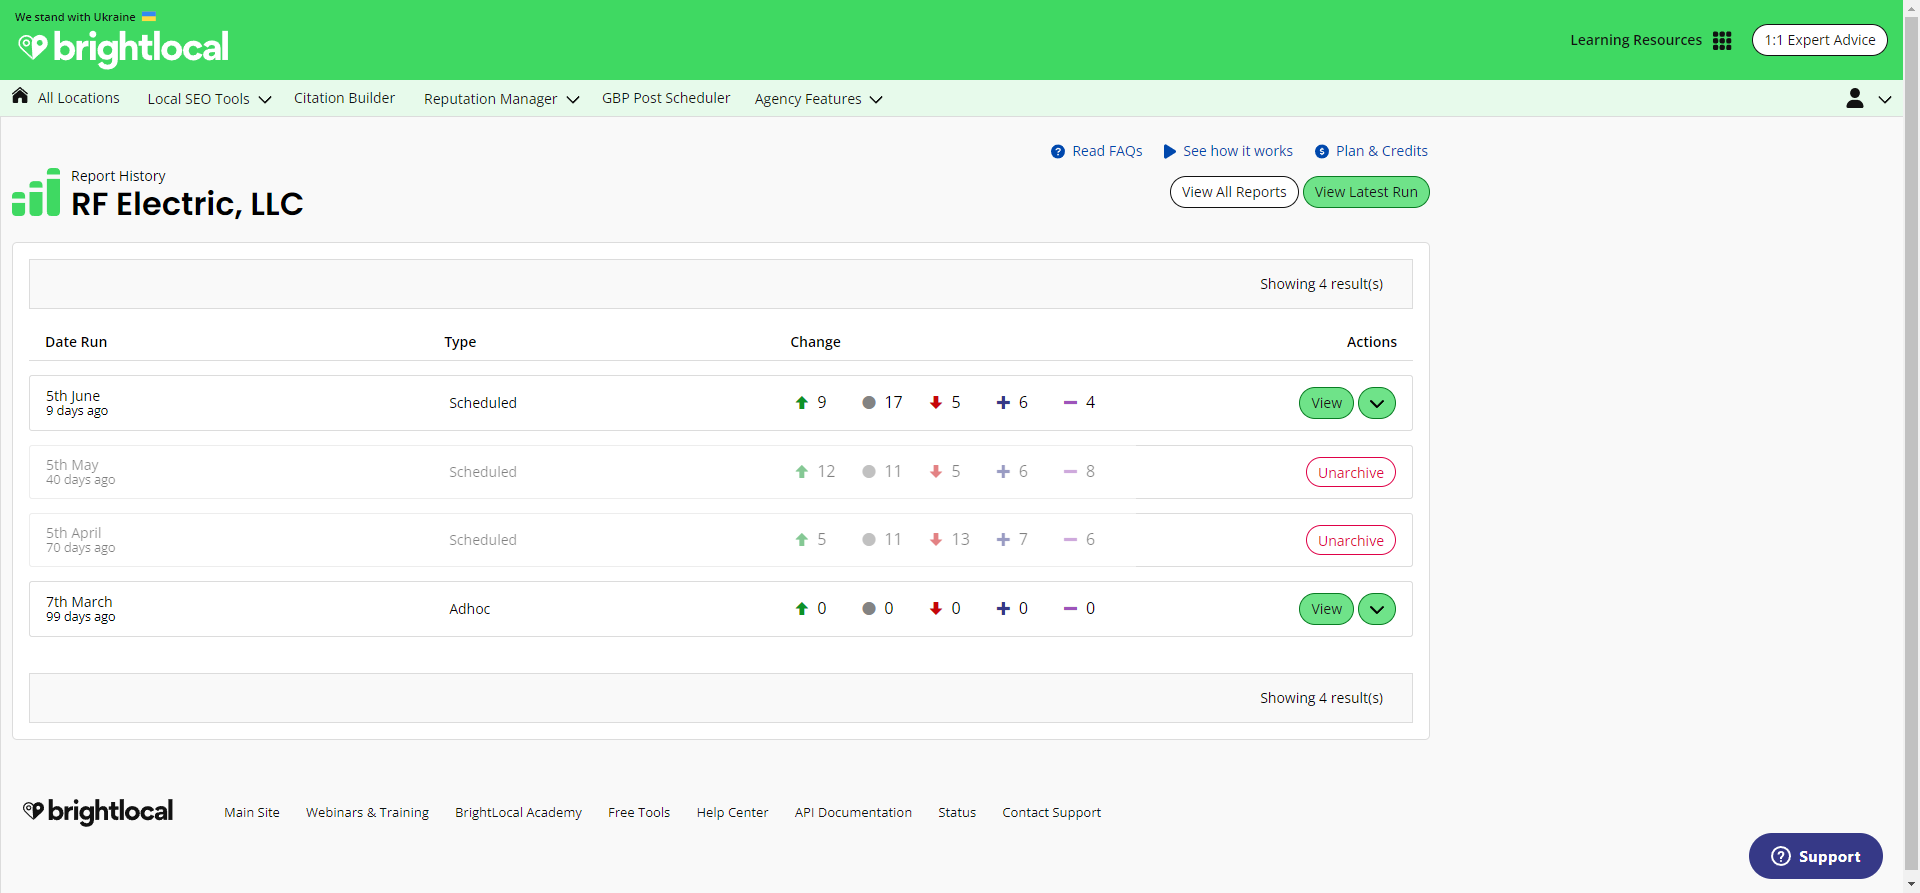 We stand with Ukraine
brightlocal
Learning Resources
1:1 Expert Advice
All Locations
Local SEO Tools
Citation Builder
Reputation Manager
GBP Post Scheduler
Agency Features
Read FAQs
See how it works
Plan & Credits
Report History
RF Electric, LLC
View All Reports
View Latest Run
Showing 4 result(s)
Date Run Type Change Actions
5th June
9 days ago
Scheduled 9 17 5 6 4 View
5th May
40 days ago
Scheduled 12 11 5 6 8 Unarchive
5th April
70 days ago
Scheduled 5 11 13 7 6 Unarchive
7th March
99 days ago
Adhoc 0 0 0 0 0 View
Showing 4 result(s)
brightlocal
Main Site
Webinars & Training
BrightLocal Academy
Free Tools
Help Center
API Documentation
Status
Contact Support
Support